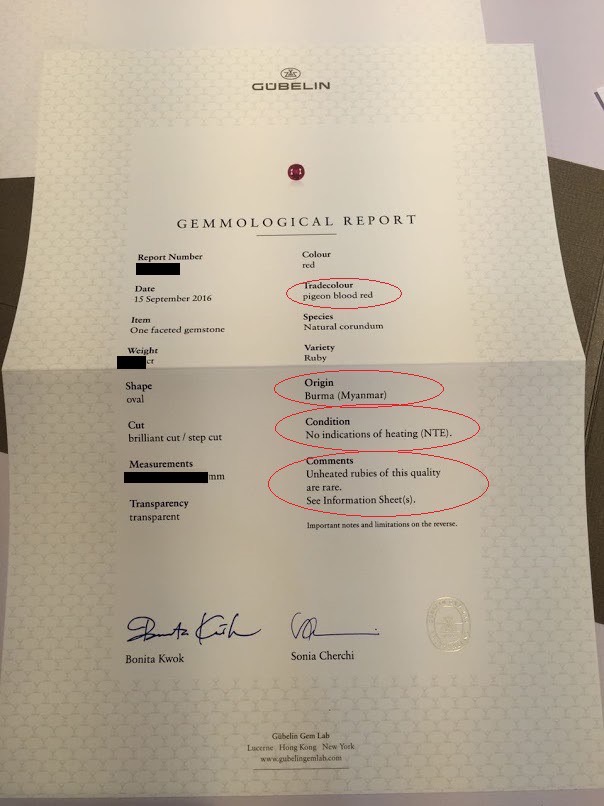 GÜBELIN
GEMMOLOGICAL REPORT
Report Number
Date
15 September 2016
Item
One faceted gemstone
Weight
ct
Shape
oval
Cut
brilliant cut / step cut
Measurements
mm
Transparency
transparent
Colour
red
Tradecolour
pigeon blood red
Species
Natural corundum
Variety
Ruby
Origin
Burma (Myanmar)
Condition
No indications of heating (NTE).
Comments
Unheated rubies of this quality
are rare.
See Information Sheet(s).
Important notes and limitations on the reverse.
Bonita Kwok
Sonia Cherchi
Gübelin Gem Lab
Lucerne Hong Kong New York
www.gubelingemlab.com